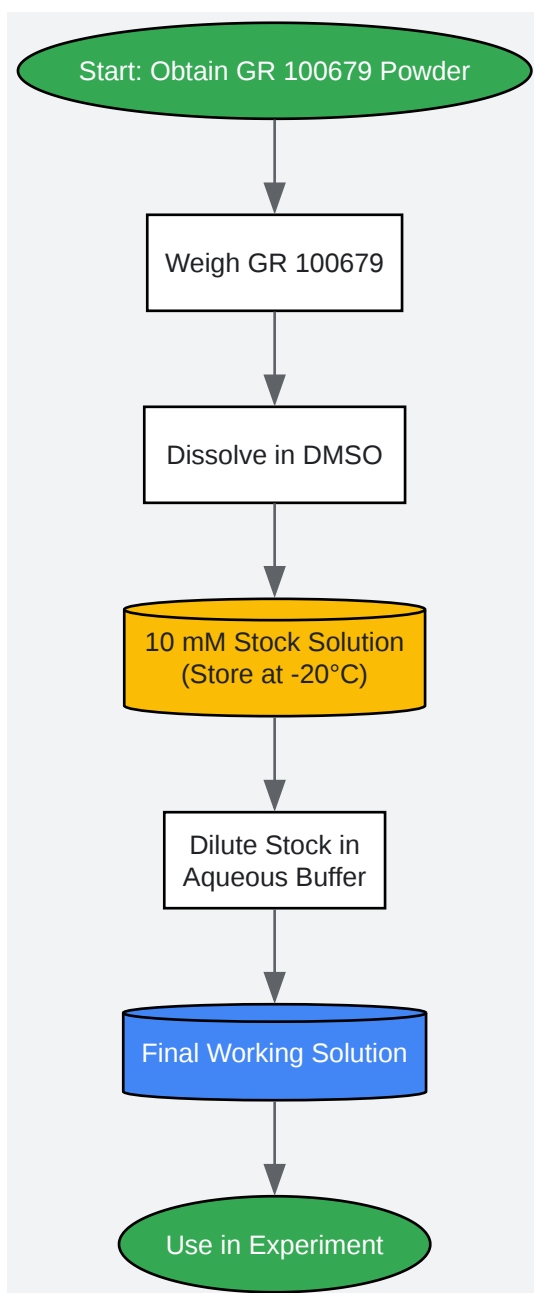 Start: Obtain GR 100679 Powder
Weigh GR 100679
Dissolve in DMSO
10 mM Stock Solution
(Store at -20°C)
Dilute Stock in
Aqueous Buffer
Final Working Solution
Use in Experiment